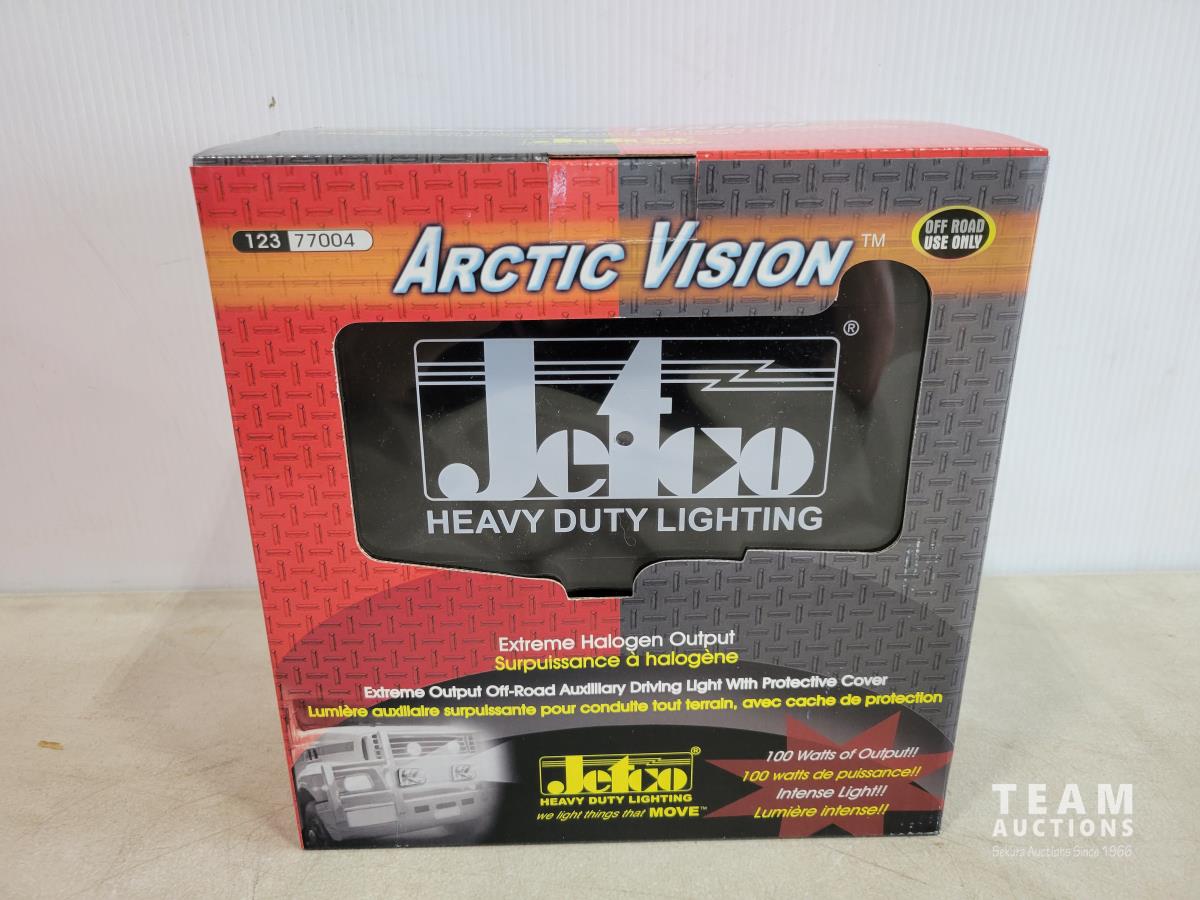 123 77004
ARCTIC VISION™
OFF ROAD
USE ONLY
Jetco®
HEAVY DUTY LIGHTING
Extreme Halogen Output
Surpuissance à halogène
Extreme Output Off-Road Auxilliary Driving Light With Protective Cover
Lumière auxiliaire surpuissante pour conduite tout terrain, avec cache de protection
Jetco®
HEAVY DUTY LIGHTING
we light things that MOVE™
100 Watts of Output!!
100 watts de puissance!!
Intense Light!!
Lumière intense!!
TEAM
AUCTIONS
Bekura Auctions Since 1966